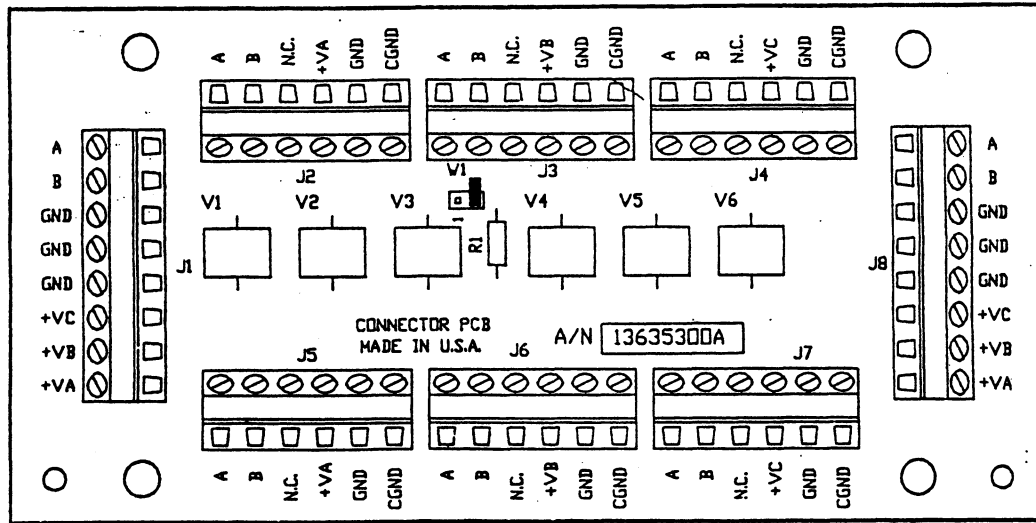 A B N.C. +VA GND CGND
A B N.C. +VB GND CGND
A B N.C. +VC GND CGND
A
B
GND
GND
GND
+VC
+VB
+VA
J1
J2
W1
J3
J4
V1 V2 V3
1
R1
V4 V5 V6
J8
A
B
GND
GND
GND
+VC
+VB
+VA
CONNECTOR PCB
MADE IN U.S.A.
A/N 13635300A
J5 J6 J7
A B N.C. +VA GND CGND
A B N.C. +VB GND CGND
A B N.C. +VC GND CGND